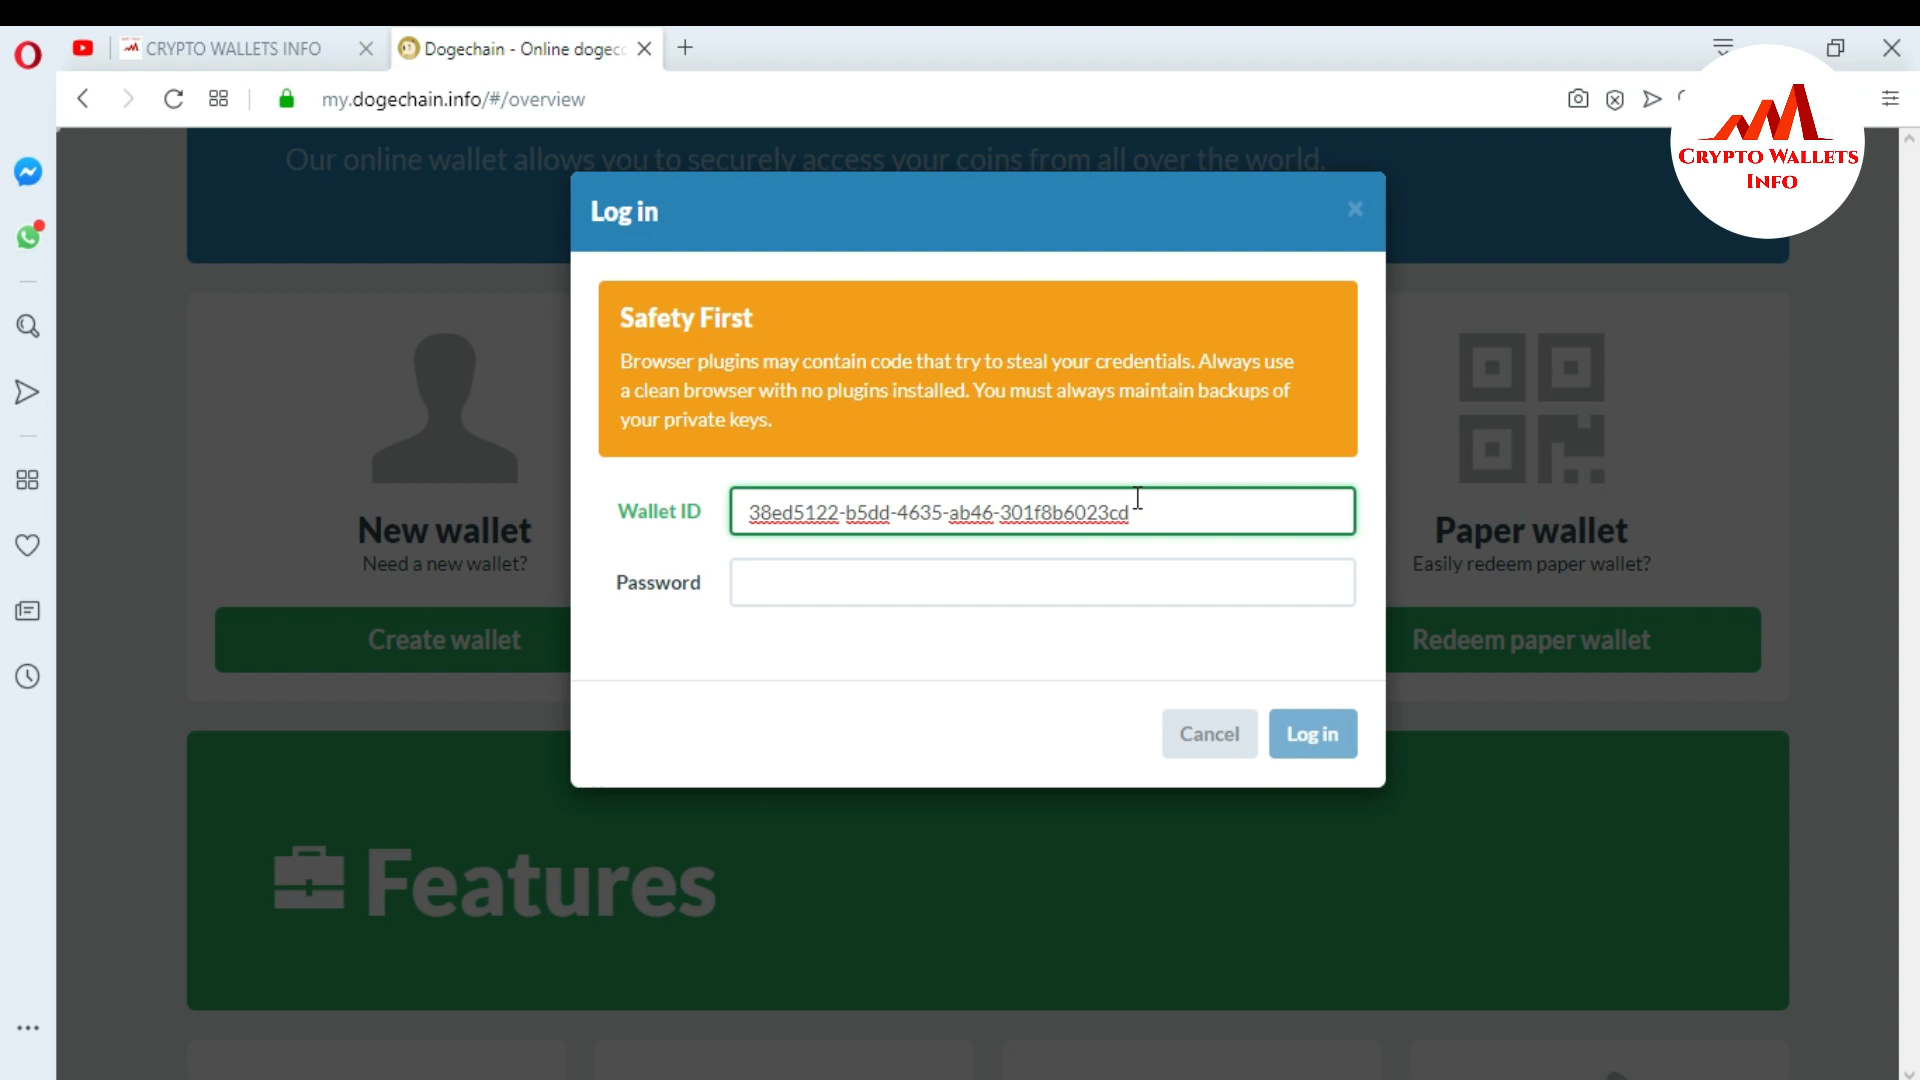 CRYPTO WALLETS INFO
Dogechain - Online dogeco
my.dogechain.info/#/overview
CRYPTO WALLETS
INFO
Our online wallet allows you to securely access your coins from all over the world.
Log in
Safety First
Browser plugins may contain code that try to steal your credentials. Always use
a clean browser with no plugins installed. You must always maintain backups of
your private keys.
Wallet ID
38ed5122-b5dd-4635-ab46-301f8b6023cd
Password
New wallet
Need a new wallet?
Create wallet
Paper wallet
Easily redeem paper wallet?
Redeem paper wallet
Cancel
Log in
Features